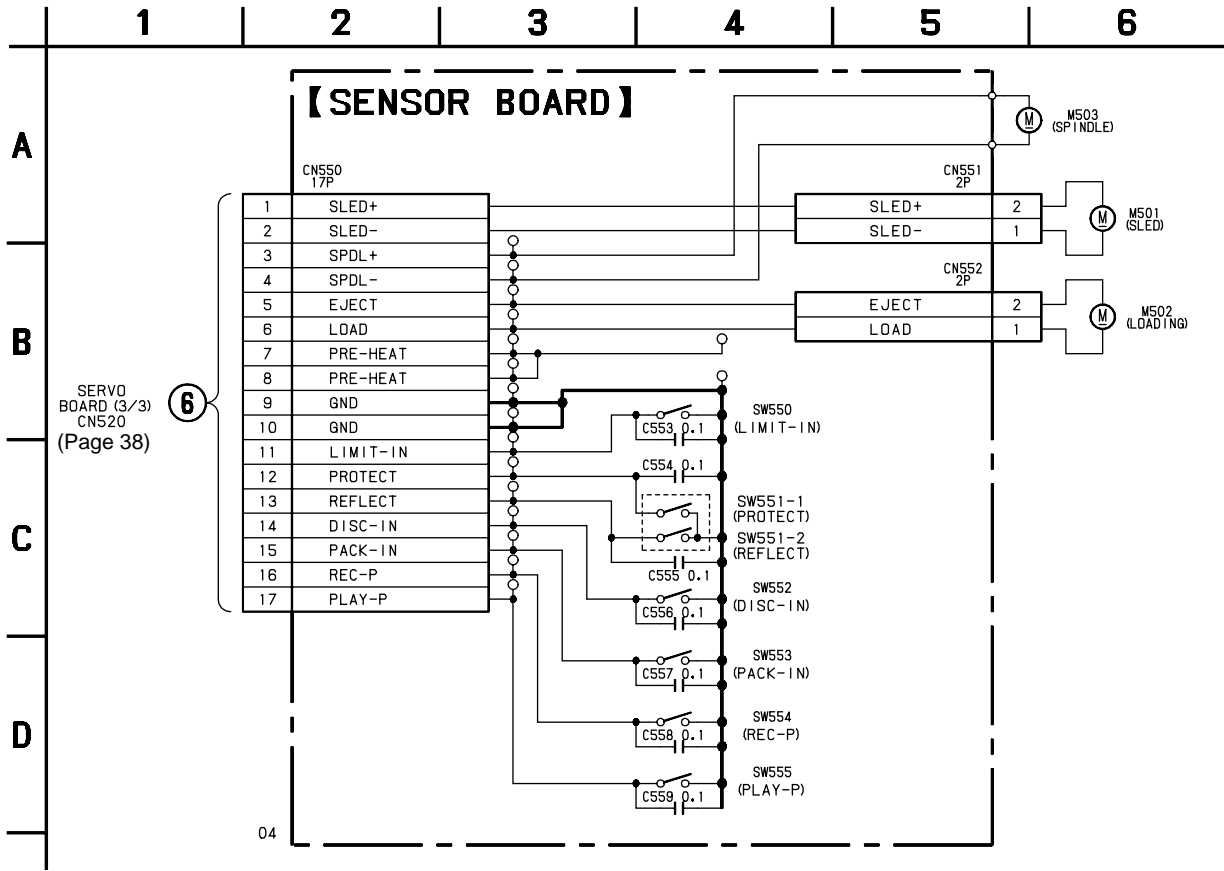 1 2 3 4 5 6
【SENSOR BOARD】
A
B
C
D
M503
(SPINDLE)
CN550
17P
1 SLED+
2 SLED-
3 SPDL+
4 SPDL-
5 EJECT
6 LOAD
7 PRE-HEAT
8 PRE-HEAT
9 GND
10 GND
11 LIMIT-IN
12 PROTECT
13 REFLECT
14 DISC-IN
15 PACK-IN
16 REC-P
17 PLAY-P
SERVO
BOARD (3/3)
CN520
(Page 38)
6
CN551
2P
SLED+ 2
SLED- 1
M
M
M501
(SLED)
CN552
2P
EJECT 2
LOAD 1
M
M502
(LOADING)
SW550
(LIMIT-IN)
C553 0.1
C554 0.1
SW551-1
(PROTECT)
SW551-2
(REFLECT)
C555 0.1
SW552
(DISC-IN)
C556 0.1
SW553
(PACK-IN)
C557 0.1
SW554
(REC-P)
C558 0.1
SW555
(PLAY-P)
C559 0.1
04